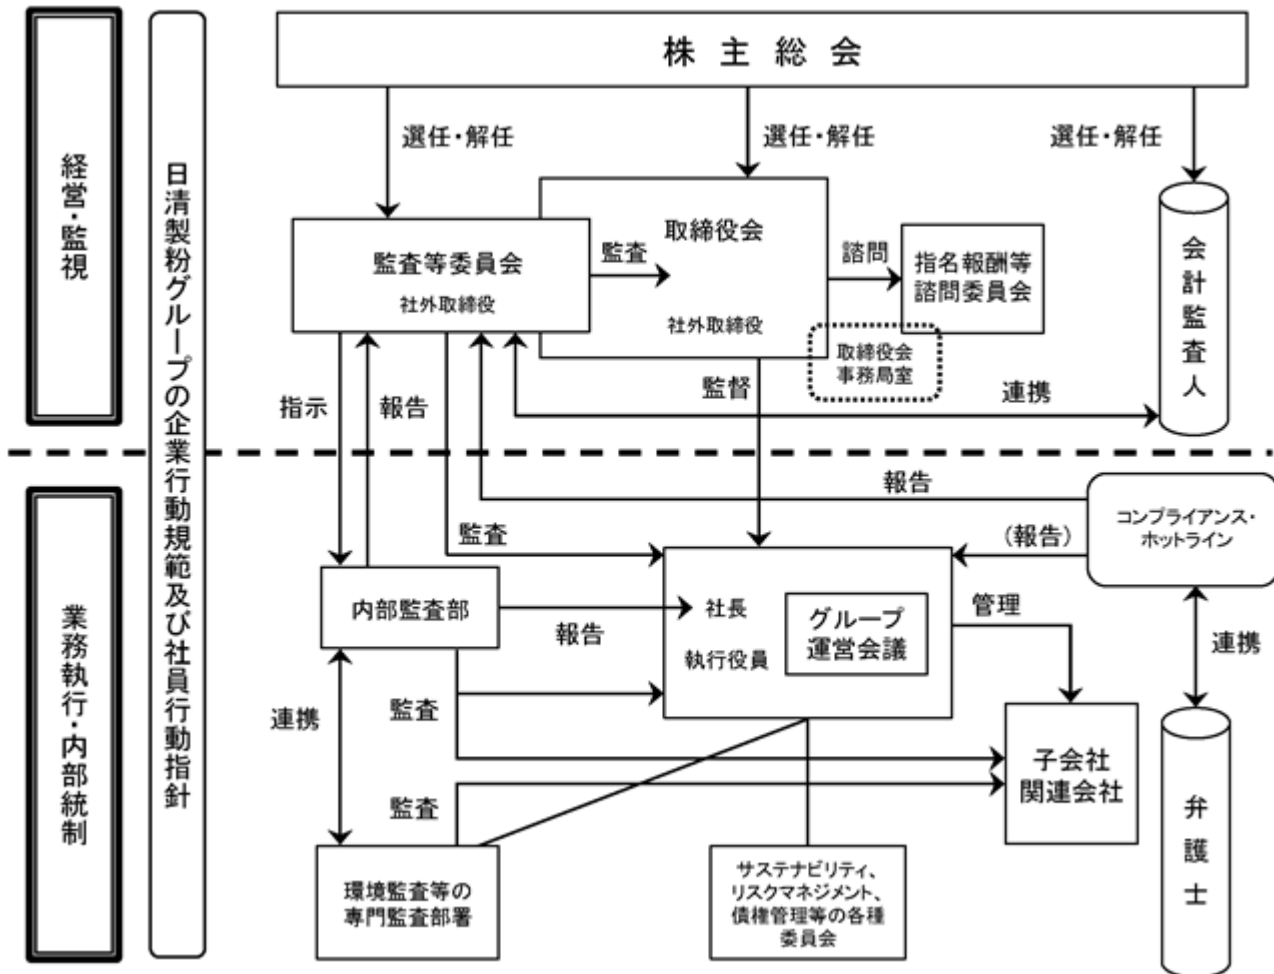 株主総会
経営・監視
日清製粉グループの企業行動規範及び社員行動指針
選任・解任
選任・解任
選任・解任
監査等委員会
社外取締役
監査
取締役会
社外取締役
諮問
指名報酬等
諮問委員会
会計監査人
取締役会
事務局室
指示
報告
監督
連携
業務執行・内部統制
報告
コンプライアンス・
ホットライン
監査
(報告)
内部監査部
報告
社長
執行役員
グループ
運営会議
管理
連携
連携
監査
子会社
関連会社
監査
弁護士
環境監査等の
専門監査部署
サステナビリティ、
リスクマネジメント、
債権管理等の各種
委員会